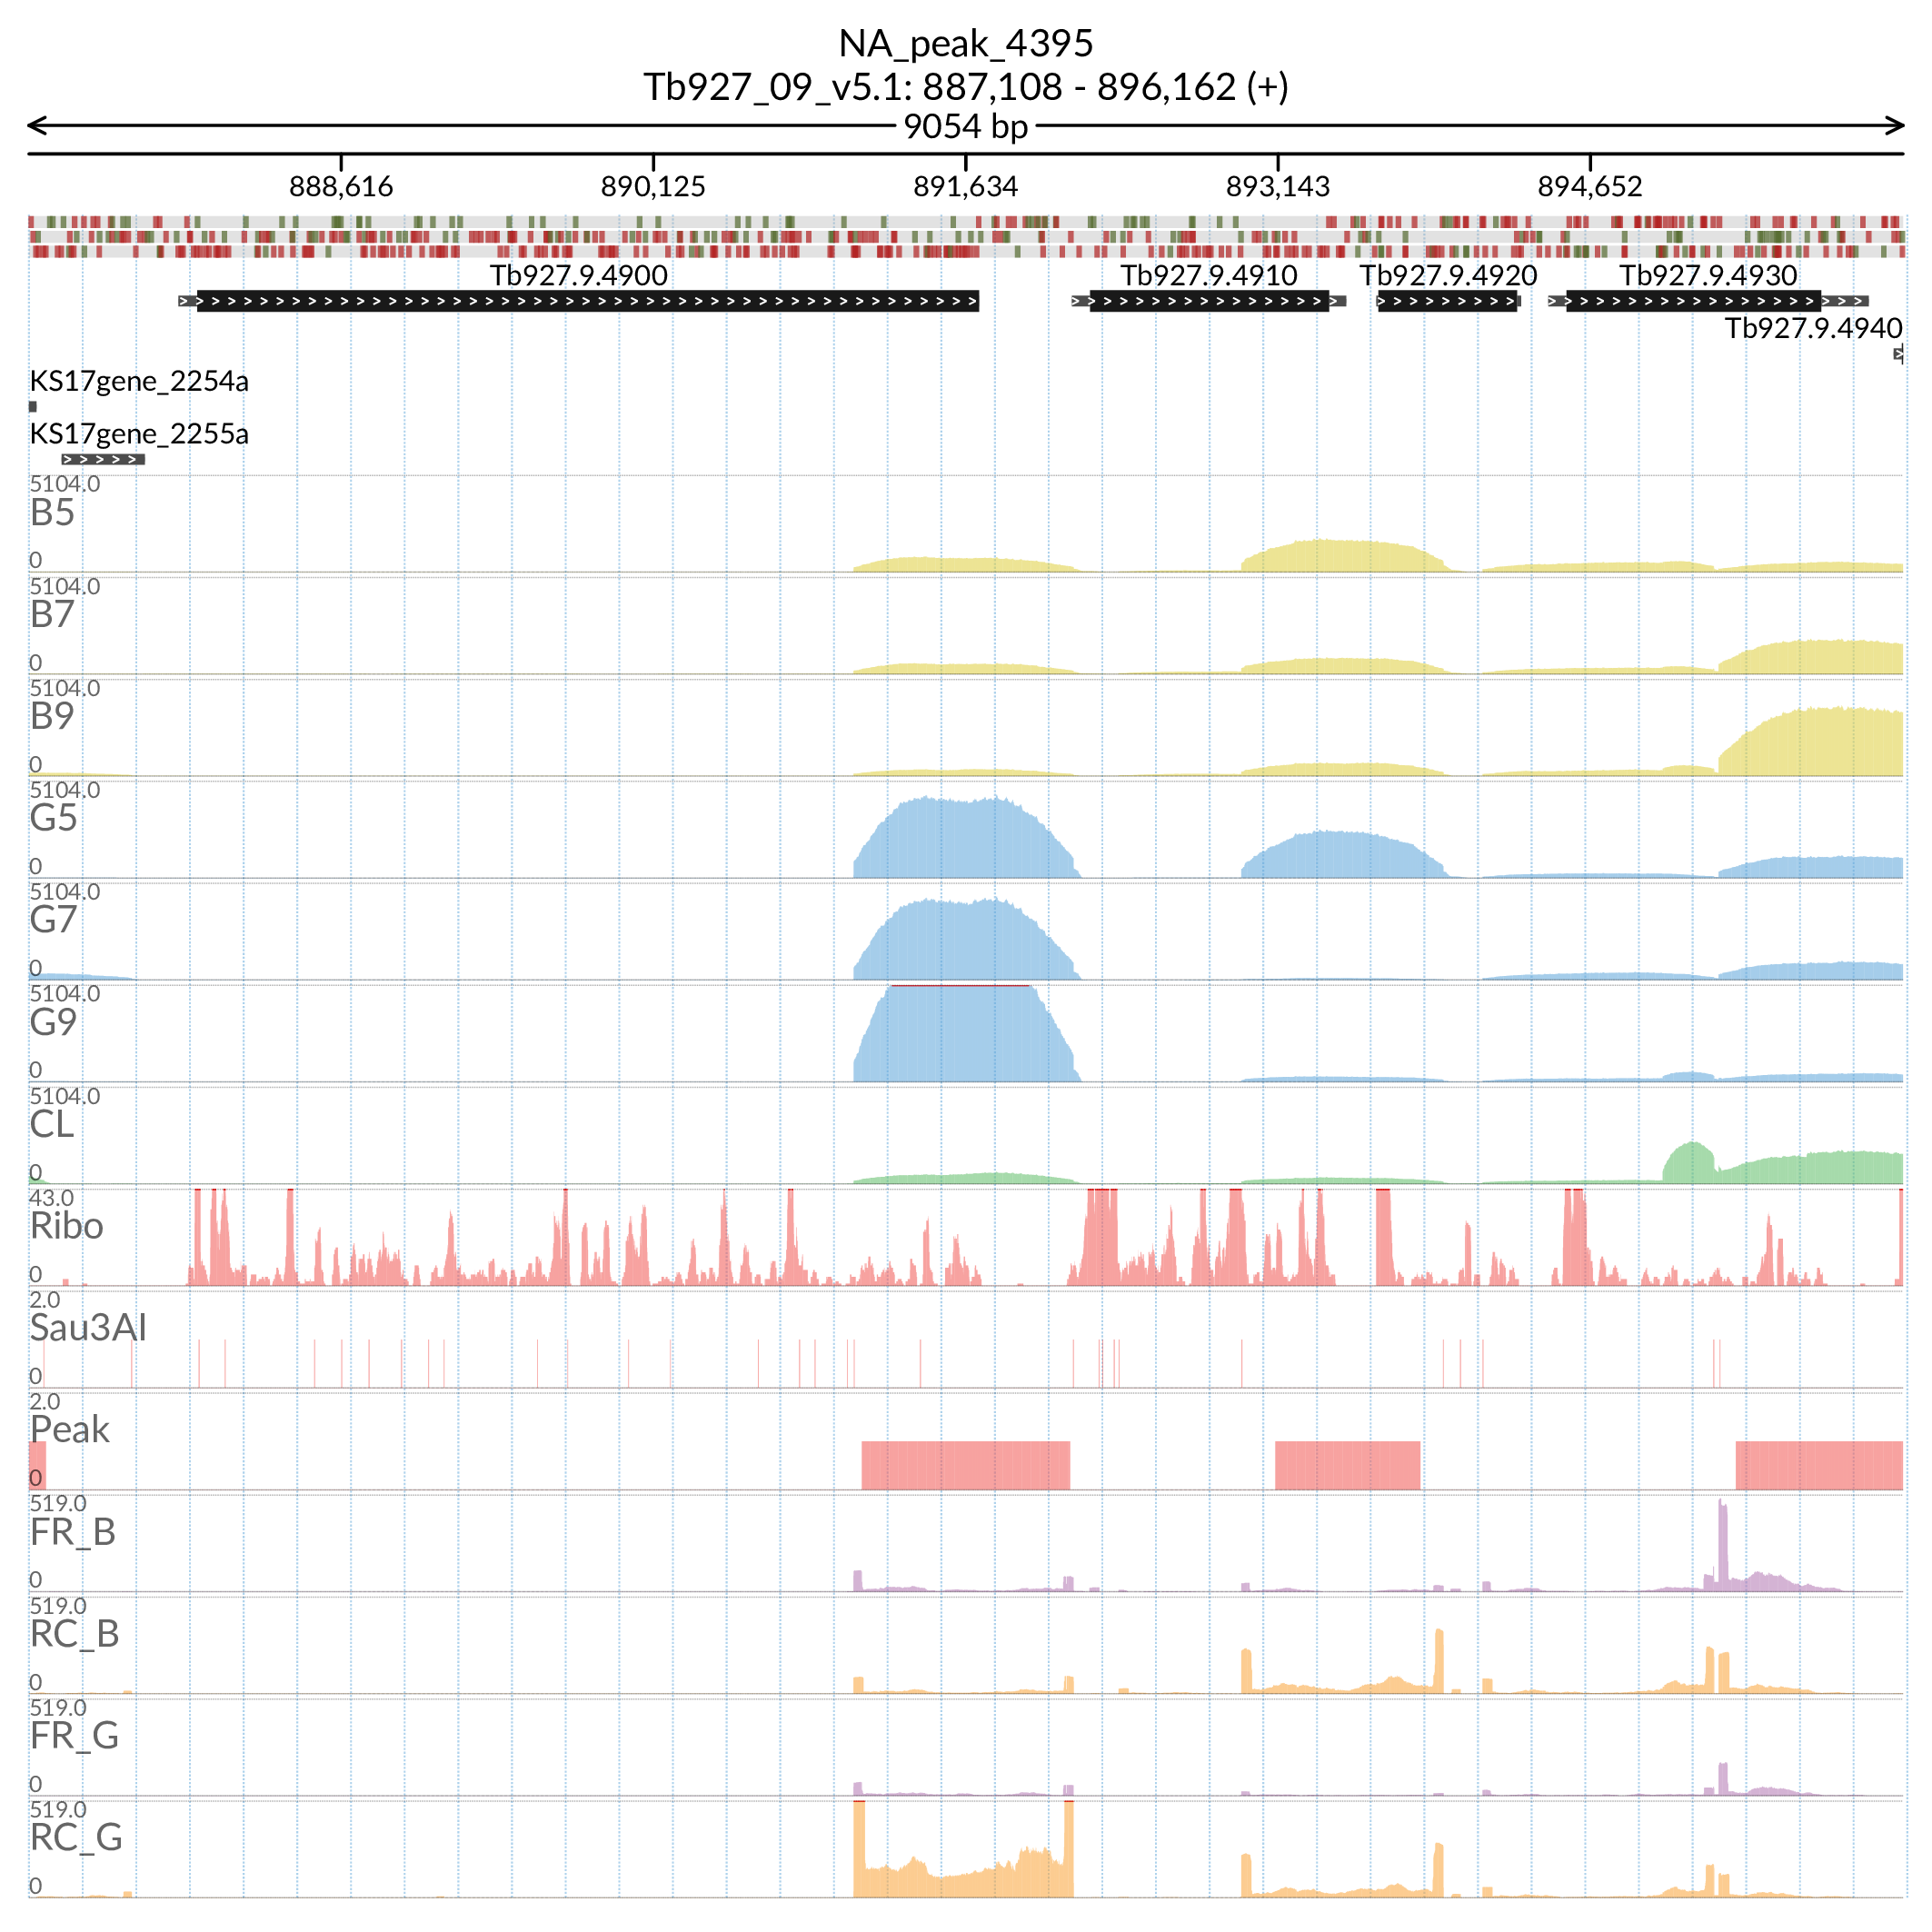 NA_peak_4395
Tb927_09_v5.1: 887,108 - 896,162 (+)
9054 bp
888,616 890,125 891,634 893,143 894,652
Tb927.9.4900 Tb927.9.4910 Tb927.9.4920 Tb927.9.4930
Tb927.9.4940
KS17gene_2254a
KS17gene_2255a
5104.0
B5
0
5104.0
B7
0
5104.0
B9
0
5104.0
G5
0
5104.0
G7
0
5104.0
G9
0
5104.0
CL
0
43.0
Ribo
0
2.0
Sau3AI
0
2.0
Peak
0
519.0
FR_B
0
519.0
RC_B
0
519.0
FR_G
0
519.0
RC_G
0